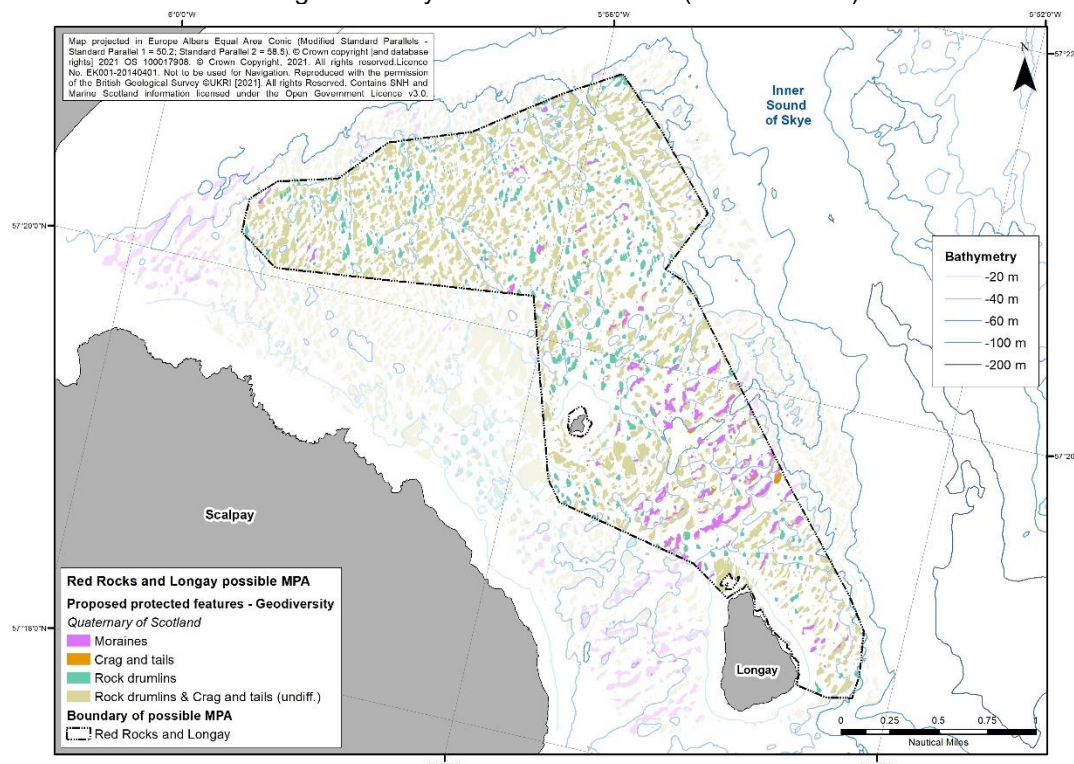 6°0'0"W
5°56'0"W
5°52'0"W
Map projected in Europe Albers Equal Area Conic (Modified Standard Parallels -
Standard Parallel 1 = 50.2; Standard Parallel 2 = 58.5). © Crown copyright [and database
rights] 2021 OS 100017908. © Crown Copyright, 2021. All rights reserved.Licence
No. EK001-20140401. Not to be used for Navigation. Reproduced with the permission
of the British Geological Survey ©UKRI [2021]. All rights Reserved. Contains SNH and
Marine Scotland information licensed under the Open Government Licence v3.0.
N
57°22'
Inner
Sound
of Skye
57°20'0"N
Bathymetry
-20 m
-40 m
-60 m
-100 m
-200 m
57°20'
Scalpay
57°18'0"N
Red Rocks and Longay possible MPA
Proposed protected features - Geodiversity
Quaternary of Scotland
Moraines
Crag and tails
Rock drumlins
Rock drumlins & Crag and tails (undiff.)
Boundary of possible MPA
Red Rocks and Longay
Longay
0 0.25 0.5 0.75 1
Nautical Miles